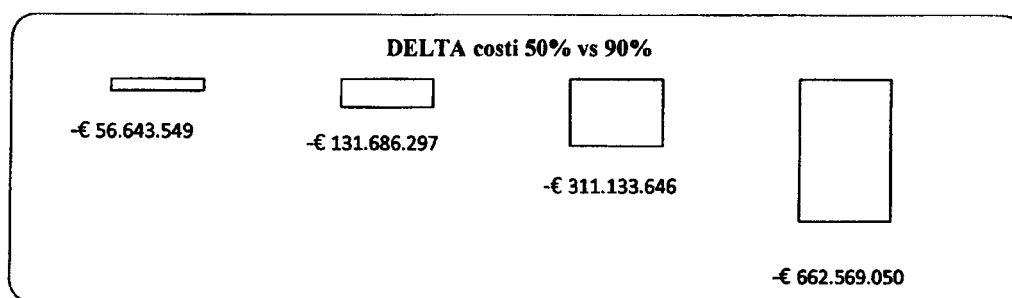 DELTA costi 50% vs 90%
-€ 56.643.549
-€ 131.686.297
-€ 311.133.646
-€ 662.569.050